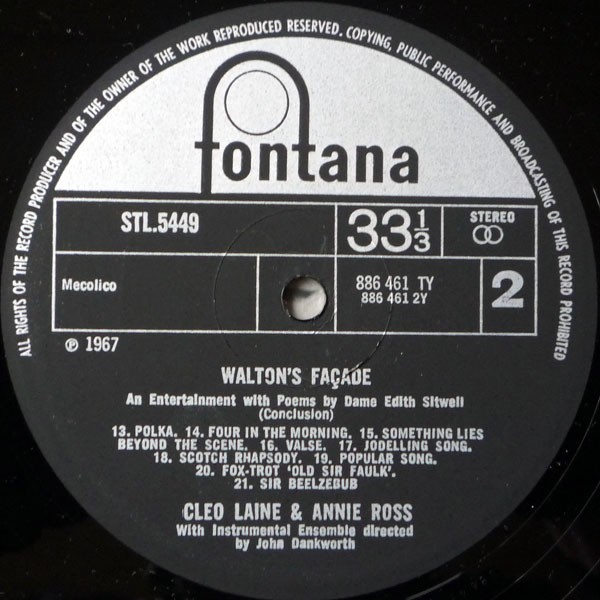 ALL RIGHTS OF THE RECORD PRODUCER AND OF THE OWNER OF THE WORK REPRODUCED RESERVED. COPYING, PUBLIC PERFORMANCE AND BROADCASTING OF THIS RECORD PROHIBITED
fontana
STL.5449
33 1/3
STEREO
Mecolico
886 461 TY
886 461 2Y
2
℗ 1967
WALTON'S FAÇADE
An Entertainment with Poems by Dame Edith Sitwell
(Conclusion)
13. POLKA. 14. FOUR IN THE MORNING. 15. SOMETHING LIES
BEYOND THE SCENE. 16. VALSE. 17. JODELLING SONG.
18. SCOTCH RHAPSODY. 19. POPULAR SONG.
20. FOX-TROT 'OLD SIR FAULK'.
21. SIR BEELZEBUB
CLEO LAINE & ANNIE ROSS
With Instrumental Ensemble directed
by John Dankworth